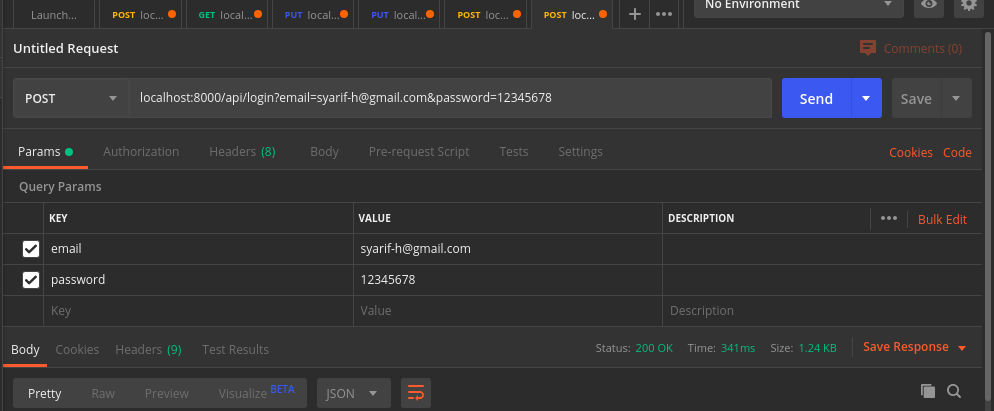 Launch... POST loc... GET local... PUT local... PUT local... POST loc... POST loc... No Environment
Untitled Request Comments (0)
POST localhost:8000/api/login?email=syarif-h@gmail.com&password=12345678 Send Save
Params Authorization Headers (8) Body Pre-request Script Tests Settings Cookies Code
Query Params
KEY VALUE DESCRIPTION Bulk Edit
email syarif-h@gmail.com
password 12345678
Key Value Description
Body Cookies Headers (9) Test Results Status: 200 OK Time: 341ms Size: 1.24 KB Save Response
Pretty Raw Preview Visualize BETA JSON